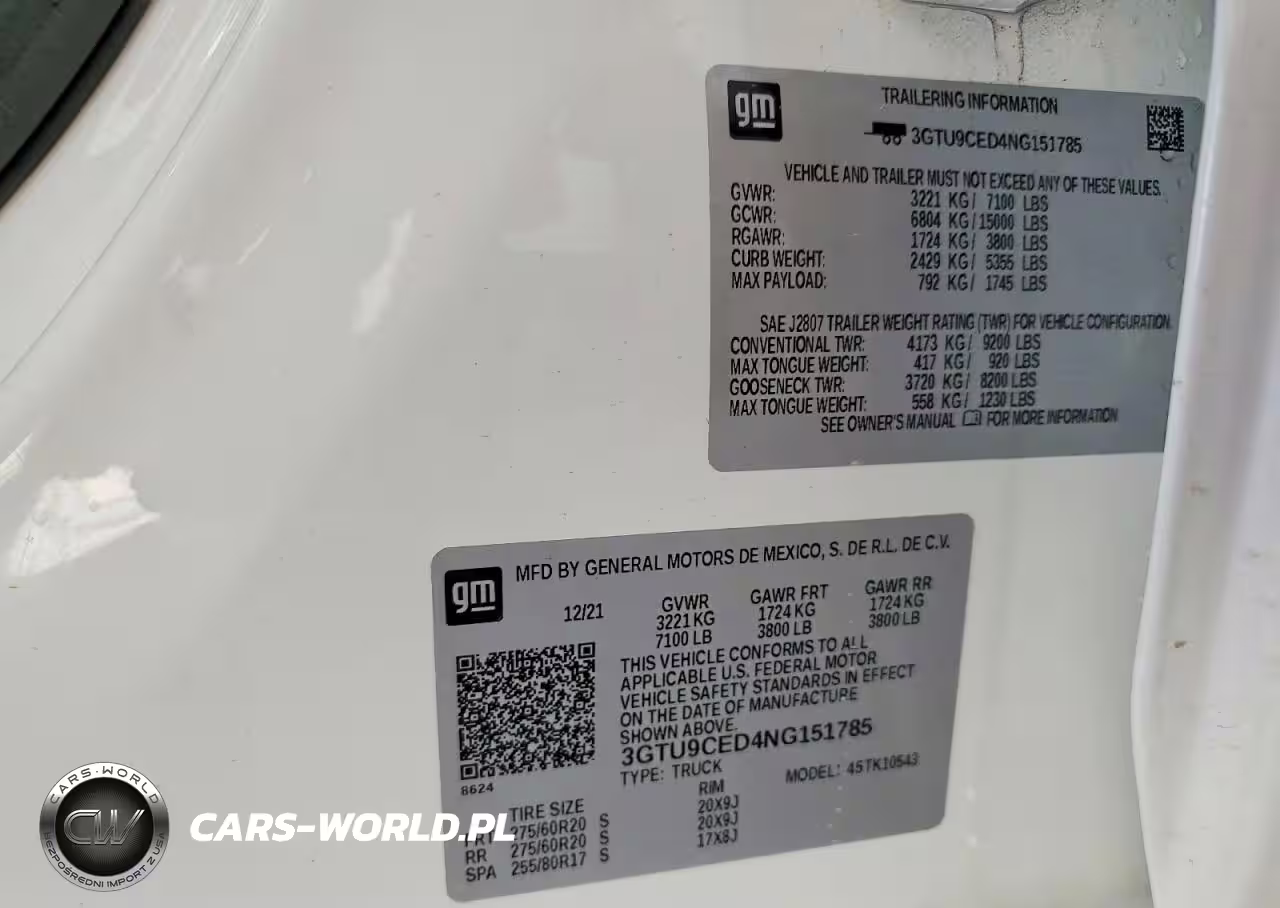 gm
TRAILERING INFORMATION
3GTU9CED4NG151785
VEHICLE AND TRAILER MUST NOT EXCEED ANY OF THESE VALUES.
GVWR: 3221 KG/ 7100 LBS
GCWR: 6804 KG/15000 LBS
RGAWR: 1724 KG/ 3800 LBS
CURB WEIGHT: 2429 KG/ 5355 LBS
MAX PAYLOAD: 792 KG/ 1745 LBS
SAE J2807 TRAILER WEIGHT RATING (TWR) FOR VEHICLE CONFIGURATION.
CONVENTIONAL TWR: 4173 KG/ 9200 LBS
MAX TONGUE WEIGHT: 417 KG/ 920 LBS
GOOSENECK TWR: 3720 KG/ 8200 LBS
MAX TONGUE WEIGHT: 558 KG/ 1230 LBS
SEE OWNER'S MANUAL FOR MORE INFORMATION
gm
MFD BY GENERAL MOTORS DE MEXICO, S. DE R.L. DE C.V.
12/21 GVWR GAWR FRT GAWR RR
3221 KG 1724 KG 1724 KG
7100 LB 3800 LB 3800 LB
THIS VEHICLE CONFORMS TO ALL
APPLICABLE U.S. FEDERAL MOTOR
VEHICLE SAFETY STANDARDS IN EFFECT
ON THE DATE OF MANUFACTURE
SHOWN ABOVE.
3GTU9CED4NG151785
TYPE: TRUCK MODEL: 45TK10543
8624
TIRE SIZE RIM
FRT 275/60R20 S 20X9J
RR 275/60R20 S 20X9J
SPA 255/80R17 S 17X8J
CARS-WORLD
CW
BEZPOŚREDNI IMPORT Z USA
CARS-WORLD.PL